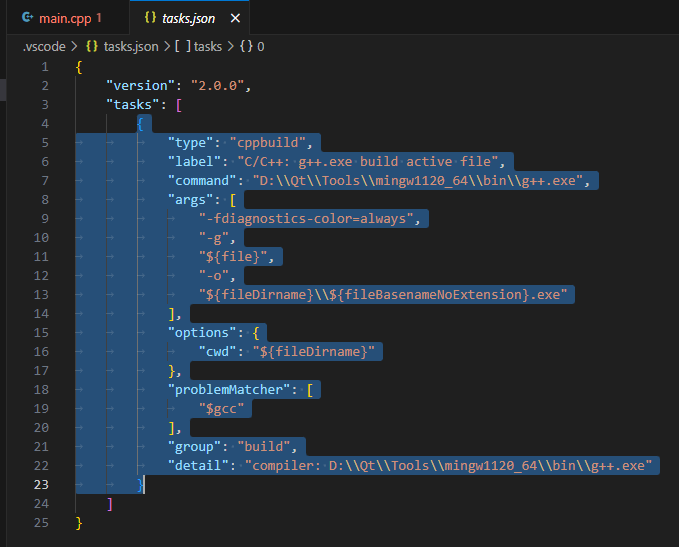 main.cpp 1
{} tasks.json ×
.vscode > {} tasks.json > [ ] tasks > {} 0
1 {
2 "version": "2.0.0",
3 "tasks": [
4 {
5 "type": "cppbuild",
6 "label": "C/C++: g++.exe build active file",
7 "command": "D:\\Qt\\Tools\\mingw1120_64\\bin\\g++.exe",
8 "args": [
9 "-fdiagnostics-color=always",
10 "-g",
11 "${file}",
12 "-o",
13 "${fileDirname}\\${fileBasenameNoExtension}.exe"
14 ],
15 "options": {
16 "cwd": "${fileDirname}"
17 },
18 "problemMatcher": [
19 "$gcc"
20 ],
21 "group": "build",
22 "detail": "compiler: D:\\Qt\\Tools\\mingw1120_64\\bin\\g++.exe"
23 }
24 ]
25 }